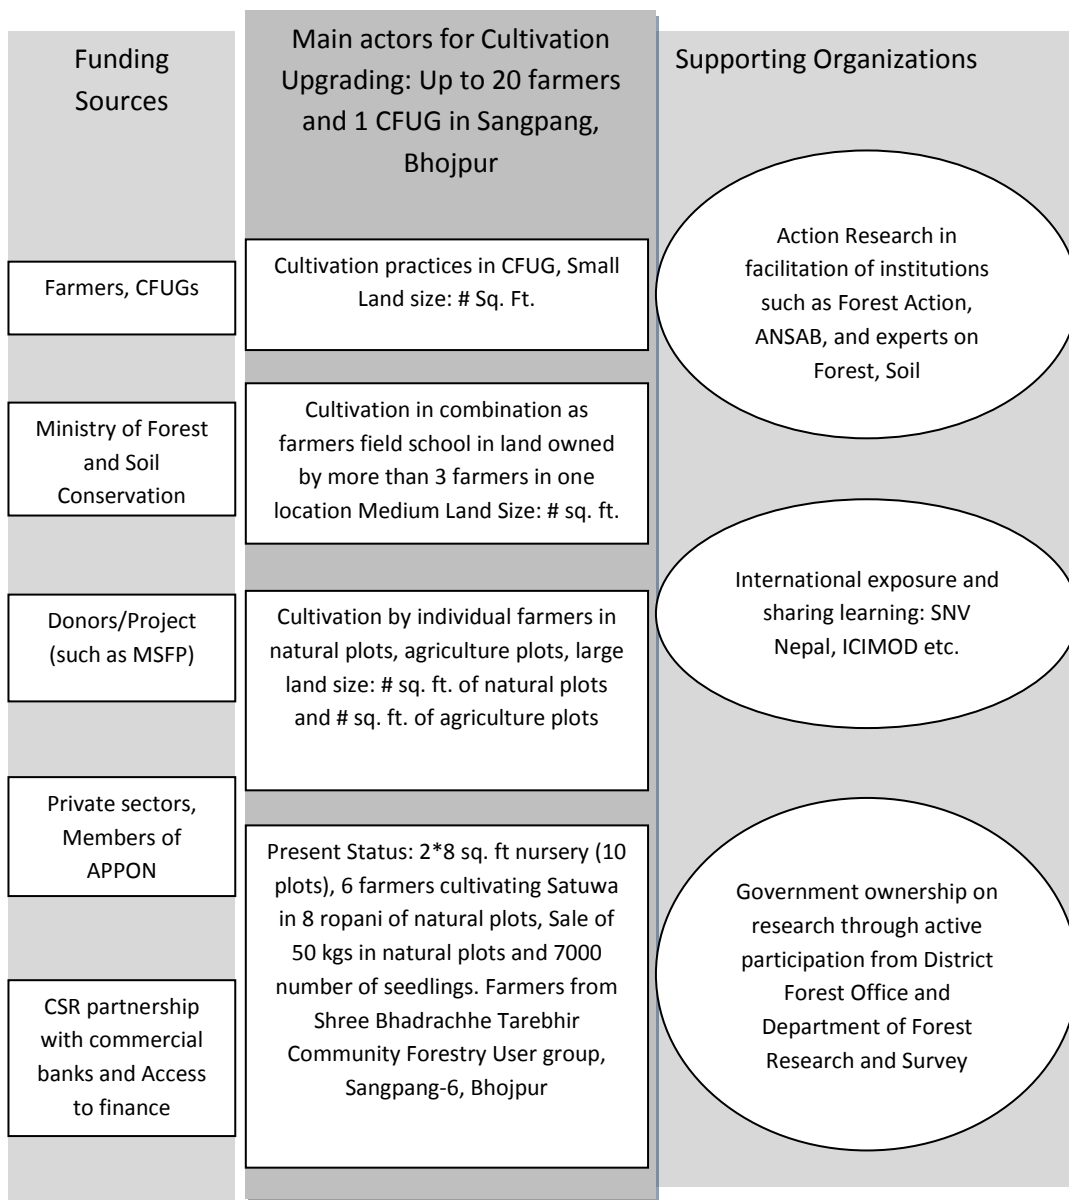 Funding
Sources
Farmers, CFUGs
Ministry of Forest
and Soil
Conservation
Donors/Project
(such as MSFP)
Private sectors,
Members of
APPON
CSR partnership
with commercial
banks and Access
to finance
Main actors for Cultivation
Upgrading: Up to 20 farmers
and 1 CFUG in Sangpang,
Bhojpur
Cultivation practices in CFUG, Small
Land size: # Sq. Ft.
Cultivation in combination as
farmers field school in land owned
by more than 3 farmers in one
location Medium Land Size: # sq. ft.
Cultivation by individual farmers in
natural plots, agriculture plots, large
land size: # sq. ft. of natural plots
and # sq. ft. of agriculture plots
Present Status: 2*8 sq. ft nursery (10
plots), 6 farmers cultivating Satuwa
in 8 ropani of natural plots, Sale of
50 kgs in natural plots and 7000
number of seedlings. Farmers from
Shree Bhadrachhe Tarebhir
Community Forestry User group,
Sangpang-6, Bhojpur
Supporting Organizations
Action Research in
facilitation of institutions
such as Forest Action,
ANSAB, and experts on
Forest, Soil
International exposure and
sharing learning: SNV
Nepal, ICIMOD etc.
Government ownership on
research through active
participation from District
Forest Office and
Department of Forest
Research and Survey